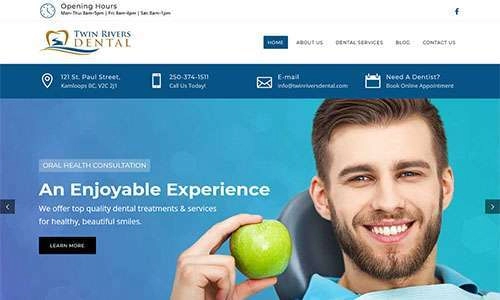 Opening Hours
Mon-Thu 8am-5pm | Fri 8am-4pm | Sat 8am-2pm
TWIN RIVERS
DENTAL
HOME ABOUT US DENTAL SERVICES BLOG CONTACT US
121 St. Paul Street,
Kamloops BC, V2C 2J1
250-374-1511
Call Us Today!
E-mail
info@twinriversdental.com
Need A Dentist?
Book Online Appointment
ORAL HEALTH CONSULTATION
An Enjoyable Experience
We offer top quality dental treatments & services
for healthy, beautiful smiles.
LEARN MORE